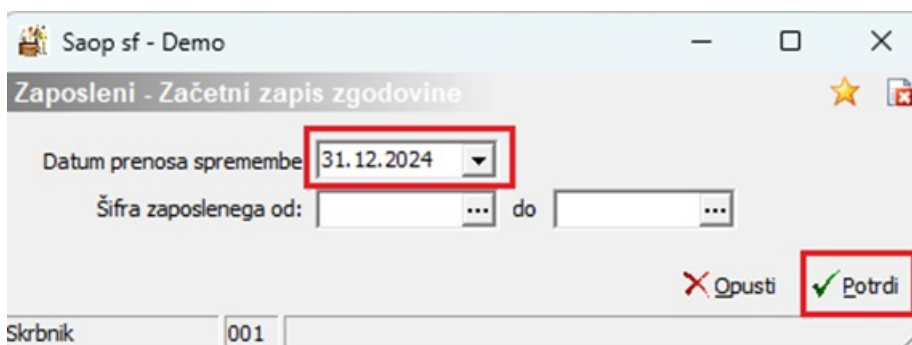 Saop sf - Demo
Zaposleni - Začetni zapis zgodovine
Datum prenosa spremembe 31.12.2024
Šifra zaposlenega od: ... do ...
Opusti Potrdi
Skrbnik 001